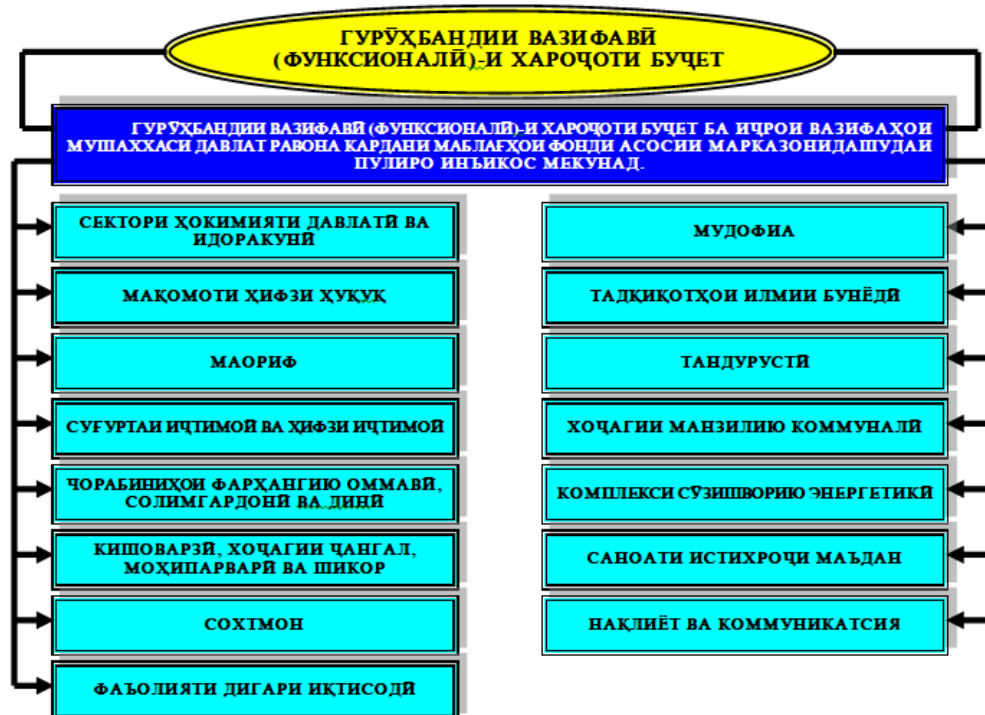 ГУРӮҲБАНДИИ ВАЗИФАВӢ
(ФУНКСИОНАЛӢ)-И ХАРОҶОТИ БУҶЕТ
ГУРӮҲБАНДИИ ВАЗИФАВӢ (ФУНКСИОНАЛӢ)-И ХАРОҶОТИ БУҶЕТ БА ИҶРОИ ВАЗИФАҲОИ
МУШАХХАСИ ДАВЛАТ РАВОНА КАРДАНИ МАБЛАҒҲОИ ФОНДИ АСОСИИ МАРКАЗОНИДАШУДАИ
ПУЛИРО ИНЪИКОС МЕКУНАД.
СЕКТОРИ ҲОКИМИЯТИ ДАВЛАТӢ ВА
ИДОРАКУНӢ
МАҚОМОТИ ҲИФЗИ ҲУҚУҚ
МАОРИФ
СУҒУРТАИ ИҶТИМОӢ ВА ҲИФЗИ ИҶТИМОӢ
ЧОРАБИНИҲОИ ФАРҲАНГИЮ ОММАВӢ,
СОЛИМГАРДОНӢ ВА ДИНӢ
КИШОВАРЗӢ, ХОҶАГИИ ҶАНГАЛ,
МОҲИПАРВАРӢ ВА ШИКОР
СОХТМОН
ФАЪОЛИЯТИ ДИГАРИ ИҚТИСОДӢ
МУДОФИА
ТАДҚИҚОТҲОИ ИЛМИИ БУНЁДӢ
ТАНДУРУСТӢ
ХОҶАГИИ МАНЗИЛИЮ КОММУНАЛӢ
КОМПЛЕКСИ СӮЗИШВОРИЮ ЭНЕРГЕТИКӢ
САНОАТИ ИСТИХРОҶИ МАЪДАН
НАҚЛИЁТ ВА КОММУНИКАТСИЯ